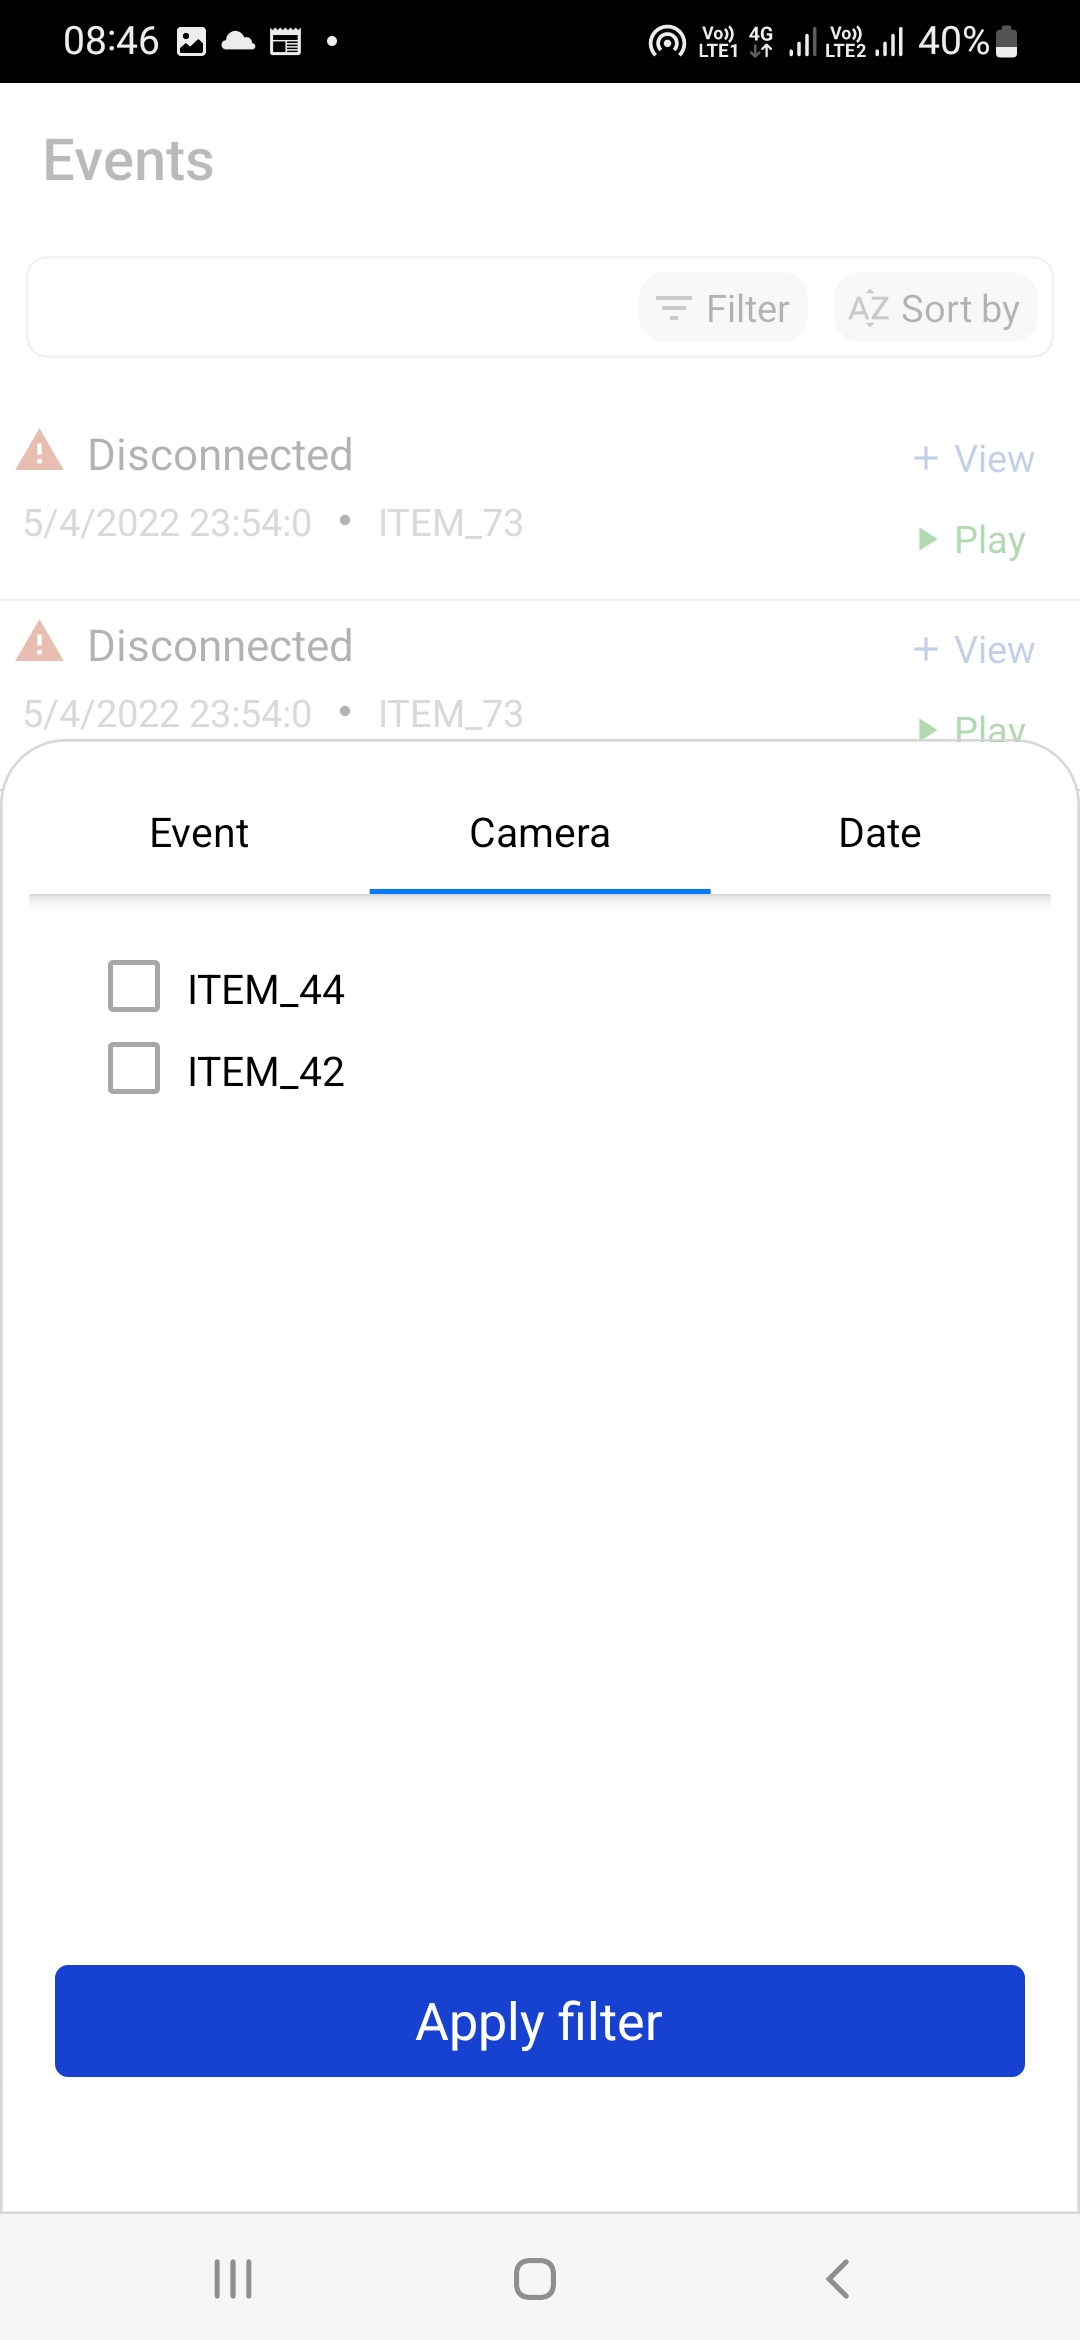 08:46 Vo)) LTE1 4G Vo)) LTE2 40%
Events
Filter AZ Sort by
Disconnected + View
5/4/2022 23:54:0 • ITEM_73
Play
Disconnected + View
5/4/2022 23:54:0 • ITEM_73
Play
Event Camera Date
ITEM_44
ITEM_42
Apply filter